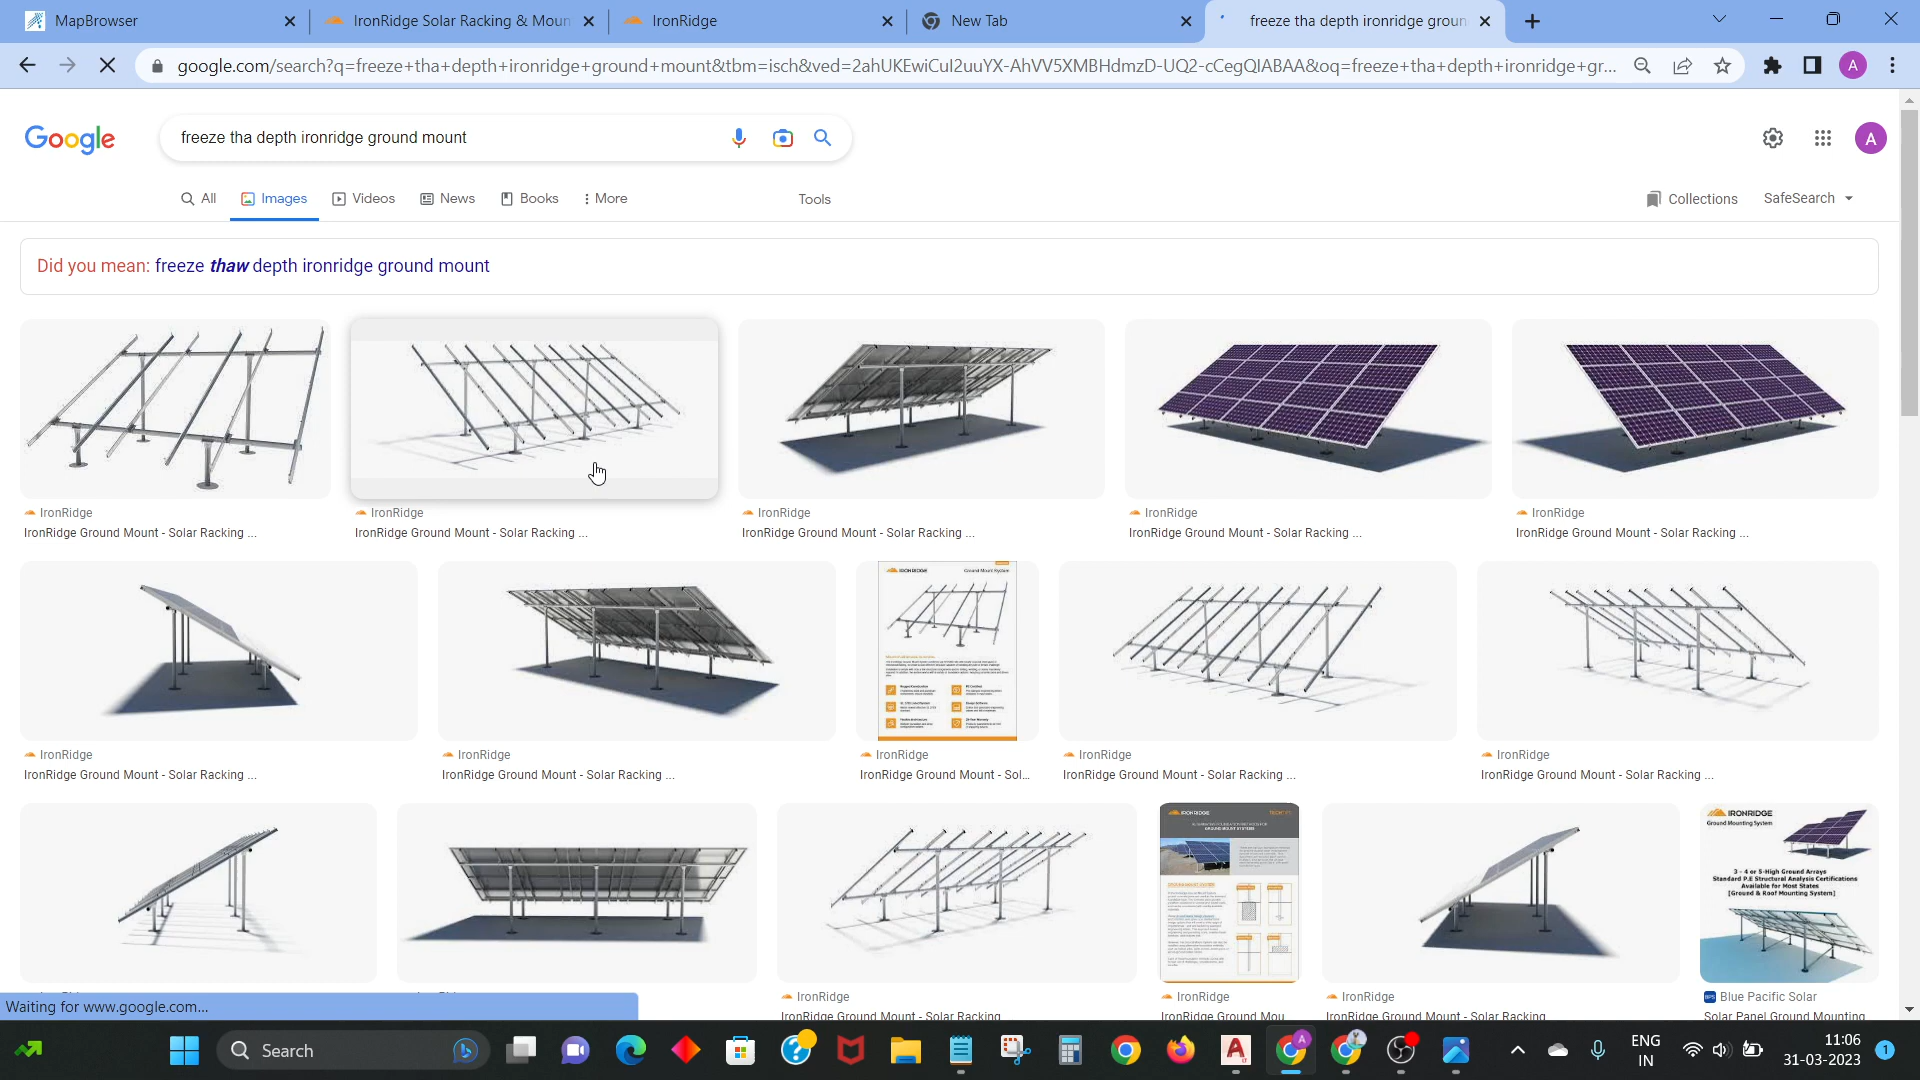 MapBrowser
IronRidge Solar Racking & Moun
IronRidge
New Tab
freeze tha depth ironridge groun
google.com/search?q=freeze+tha+depth+ironridge+ground+mount&tbm=isch&ved=2ahUKEwiCuI2uuYX-AhVV5XMBHdmzD-UQ2-cCegQIABAA&oq=freeze+tha+depth+ironridge+gr...
A
Google
freeze tha depth ironridge ground mount
A
All
Images
Videos
News
Books
More
Tools
Collections
SafeSearch
Did you mean: freeze thaw depth ironridge ground mount
IronRidge
IronRidge
IronRidge
IronRidge
IronRidge
IronRidge Ground Mount - Solar Racking ...
IronRidge Ground Mount - Solar Racking ...
IronRidge Ground Mount - Solar Racking ...
IronRidge Ground Mount - Solar Racking ...
IronRidge Ground Mount - Solar Racking ...
IRONRIDGE
Ground Mount System
IronRidge
IronRidge
IronRidge
IronRidge
IronRidge
IronRidge Ground Mount - Solar Racking ...
IronRidge Ground Mount - Solar Racking ...
IronRidge Ground Mount - Sol...
IronRidge Ground Mount - Solar Racking ...
IronRidge Ground Mount - Solar Racking ...
IRONRIDGE
IRONRIDGE
Ground Mounting System
3 - 4 or 5-High Ground Arrays
Standard P.E Structural Analysis Certifications
Available for Most States
[Ground & Roof Mounting System]
IronRidge
IronRidge
IronRidge
Blue Pacific Solar
IronRidge Ground Mount - Solar Racking
IronRidge Ground Mou
IronRidge Ground Mount - Solar Racking
Solar Panel Ground Mounting
Waiting for www.google.com...
Search
ENG
IN
11:06
31-03-2023
1